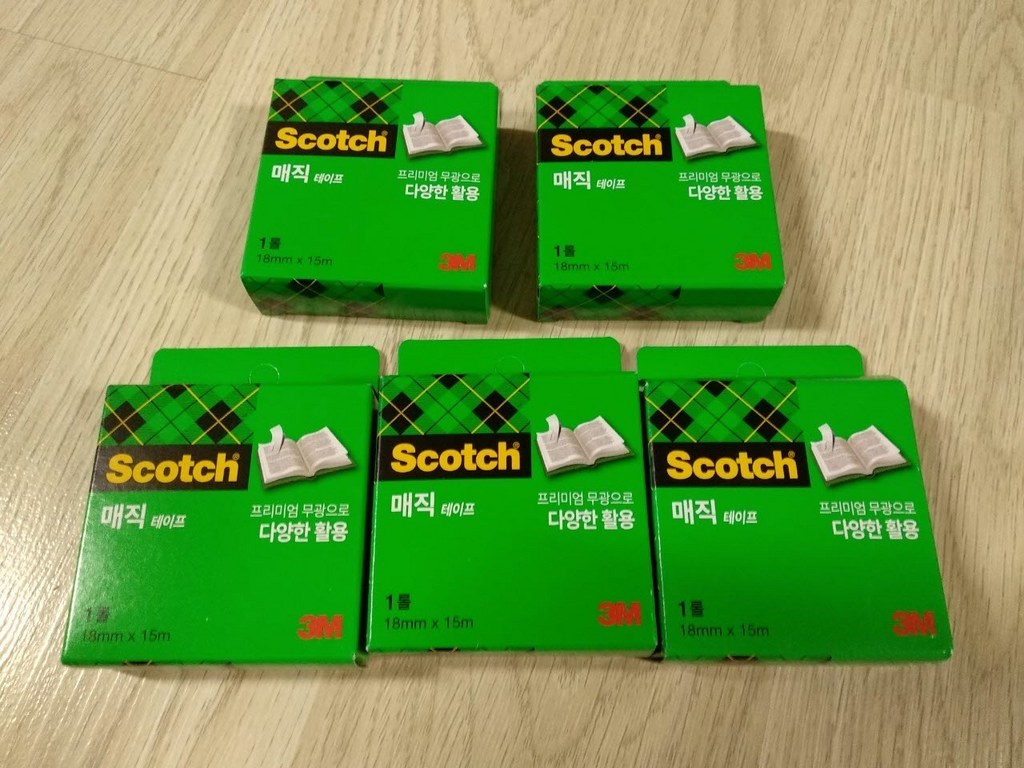 Scotch®
매직 테이프
프리미엄 무광으로
다양한 활용
1롤
18mm x 15m
3M
Scotch®
매직 테이프
프리미엄 무광으로
다양한 활용
1롤
18mm x 15m
3M
Scotch®
매직 테이프
프리미엄 무광으로
다양한 활용
1롤
18mm x 15m
3M
Scotch®
매직 테이프
프리미엄 무광으로
다양한 활용
1롤
18mm x 15m
3M
Scotch®
매직 테이프
프리미엄 무광으로
다양한 활용
1롤
18mm x 15m
3M